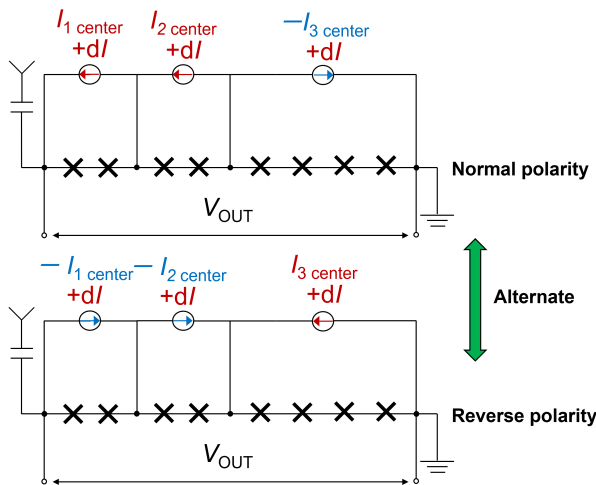 I1 center I2 center −I3 center
+dI +dI +dI
Normal polarity
VOUT
Alternate
− I1 center − I2 center I3 center
+dI +dI +dI
Reverse polarity
VOUT